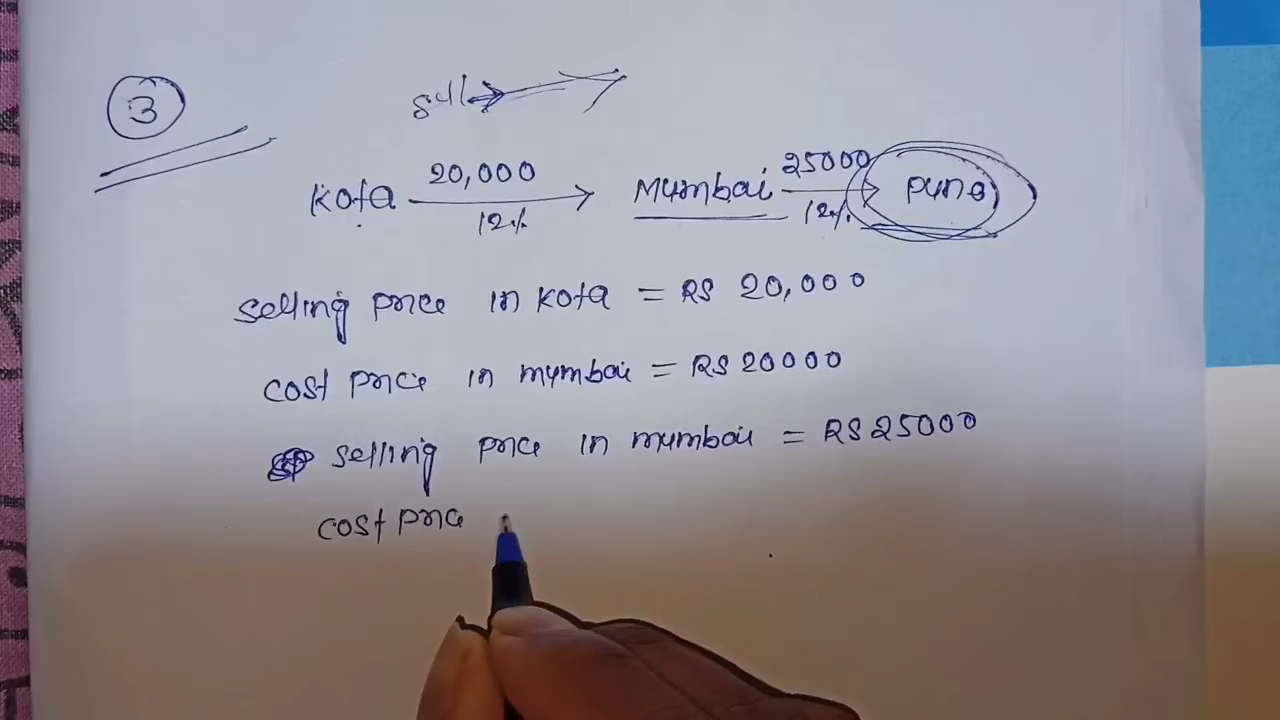 3
sell
Kota 20,000 12% Mumbai 25000 12% Pune
selling price in Kota = RS 20,000
cost price in mumbai = RS 20000
selling price in mumbai = RS 25000
cost price